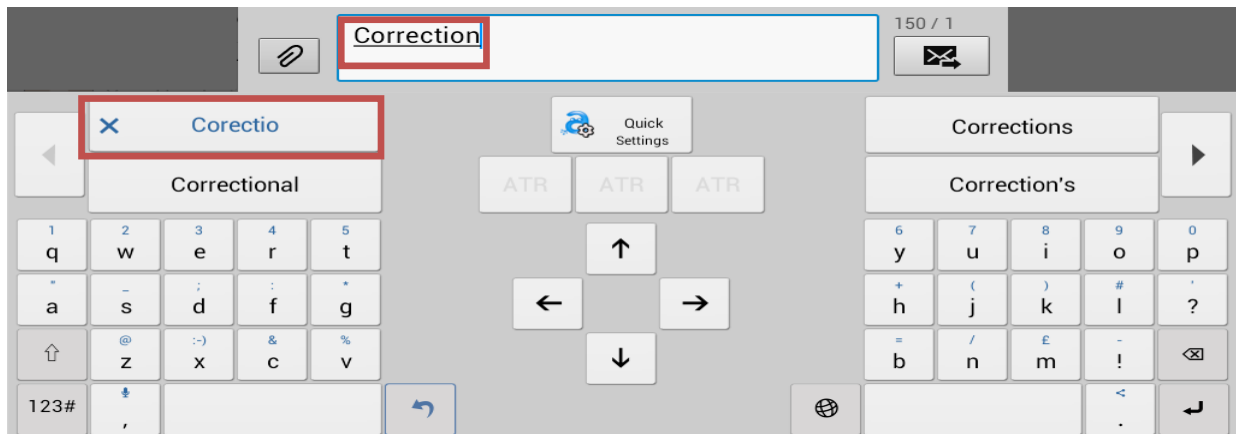 150 / 1
Correction
Corectio
Quick
Settings
Corrections
Correctional
ATR ATR ATR
Correction's
1 2 3 4 5 6 7 8 9 0
q w e r t y u i o p
" _ ; : * + ( ) # '
a s d f g h j k l ?
@ :-) & % = / £ -
z x c v b n m !
123# , .